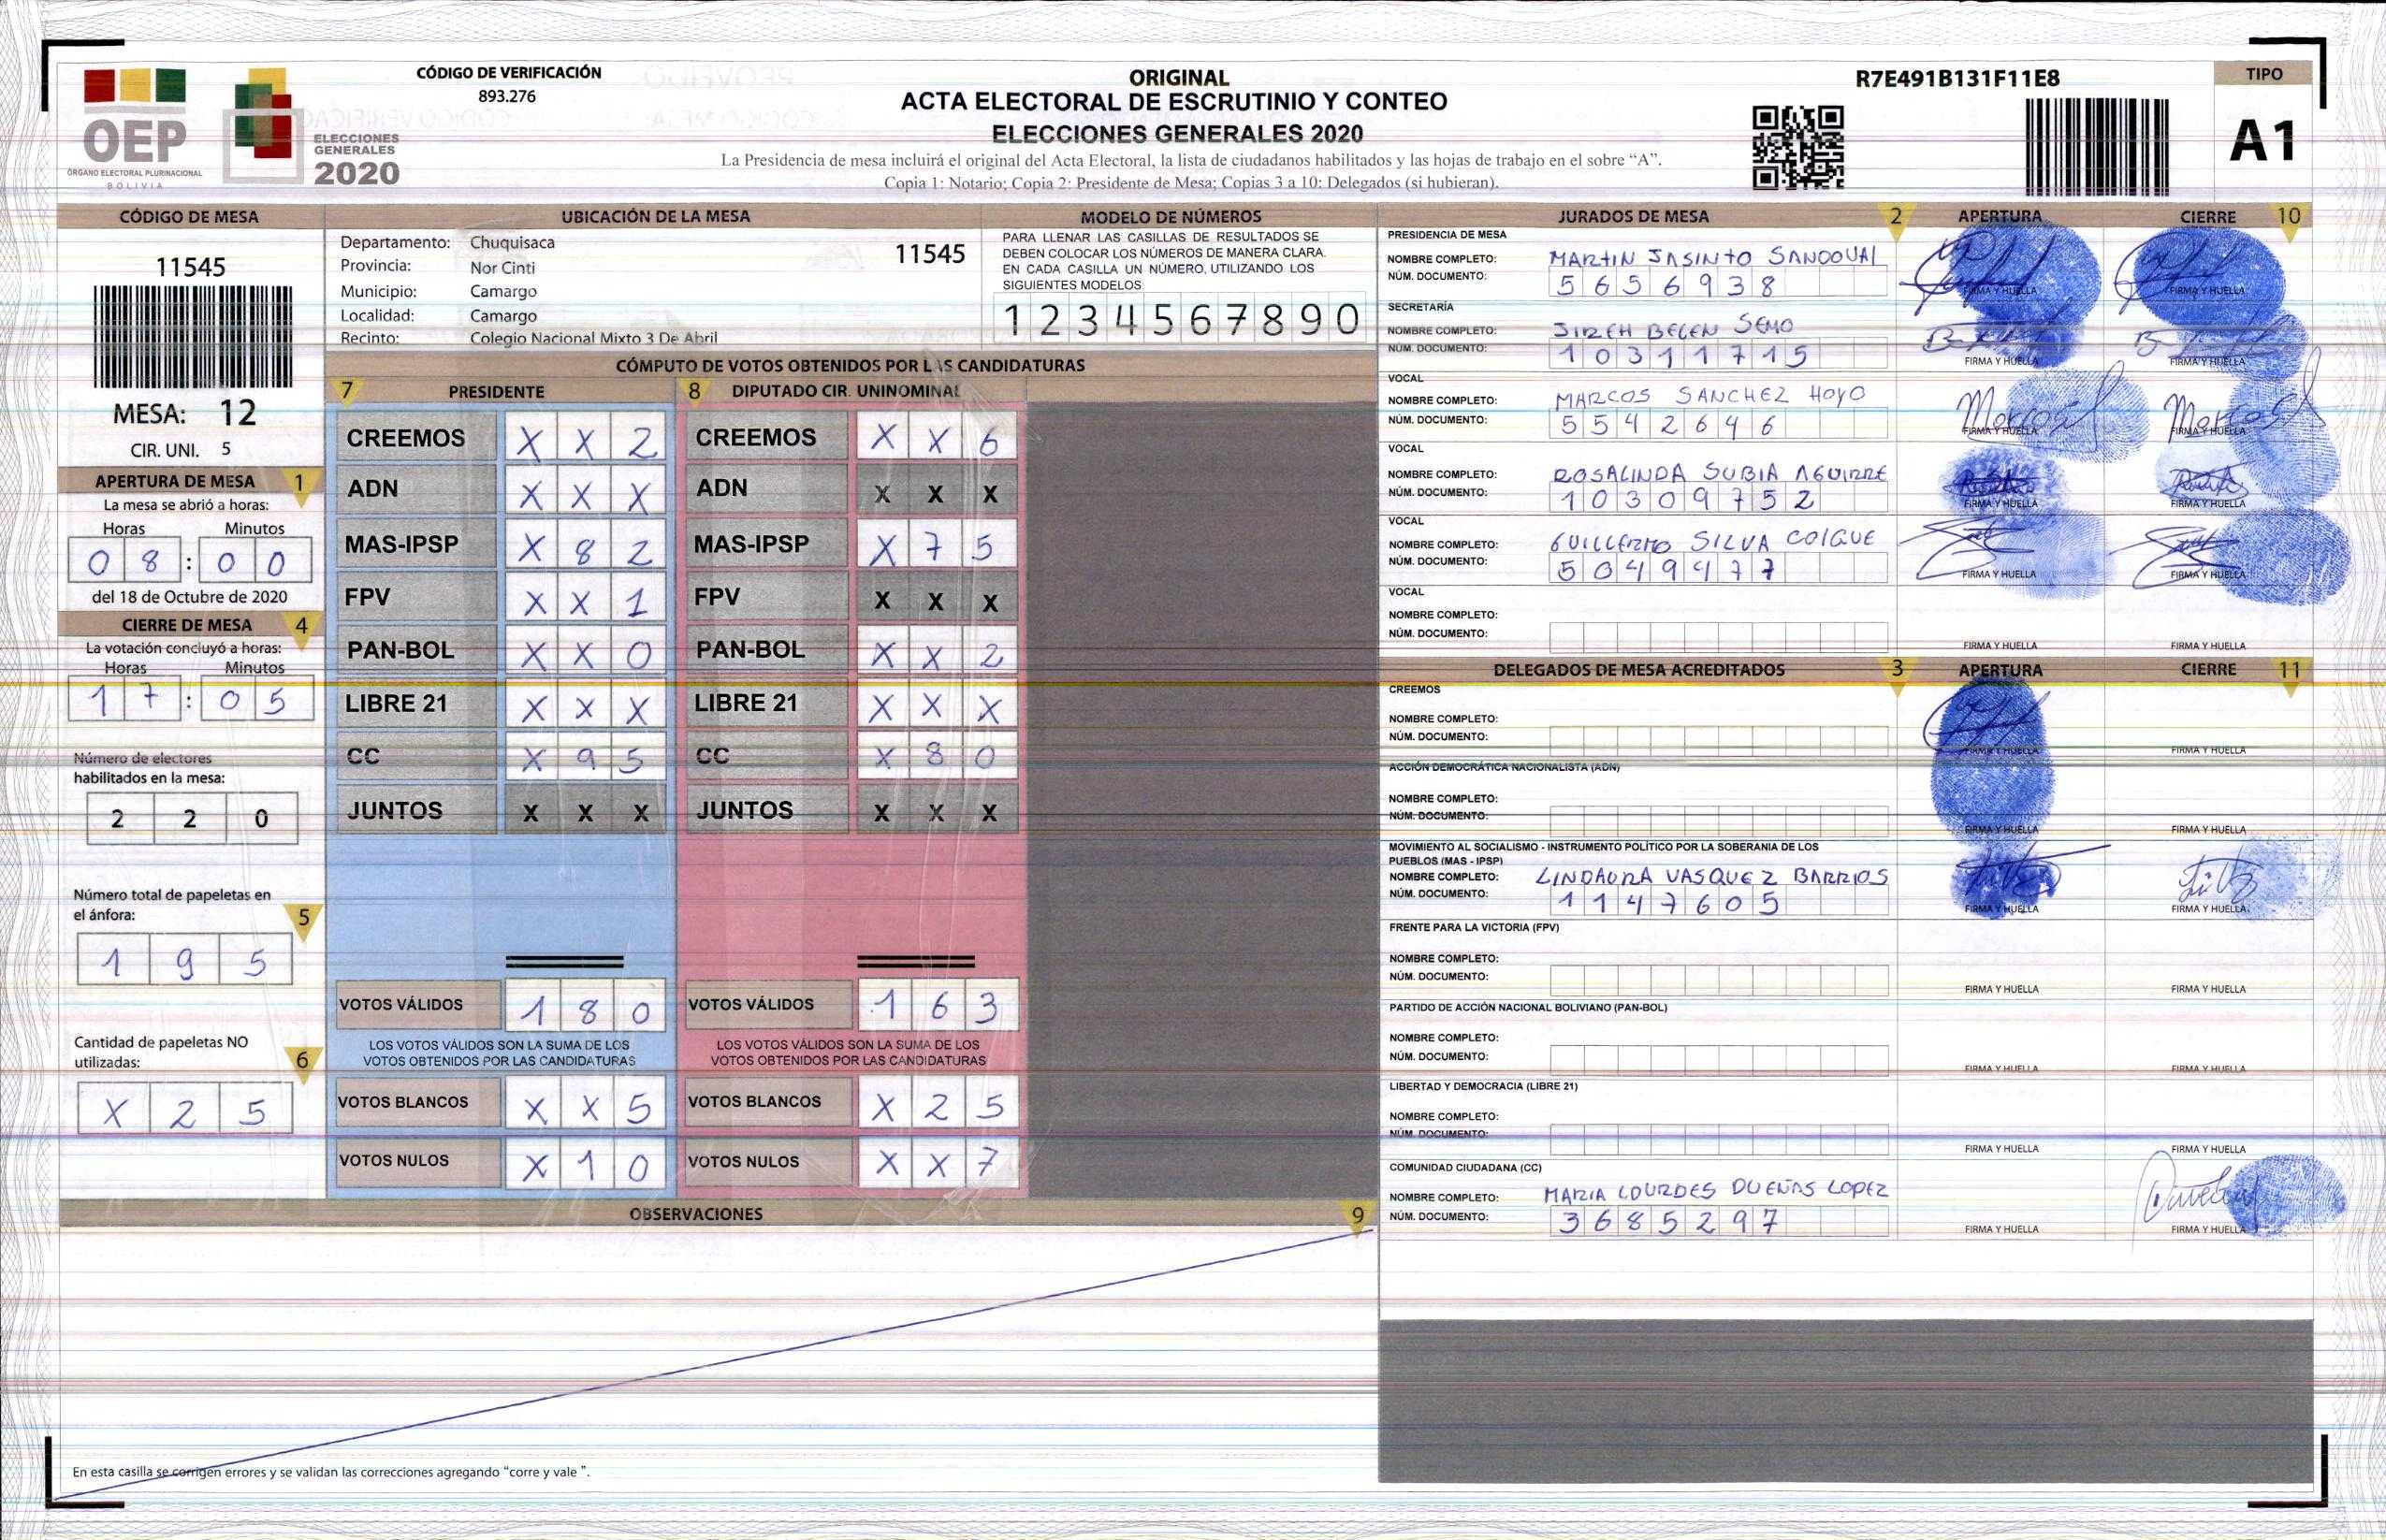 CÓDIGO DE VERIFICACIÓN
893.276
OEP
ÓRGANO ELECTORAL PLURINACIONAL
BOLIVIA
ELECCIONES
GENERALES
2020
ORIGINAL
ACTA ELECTORAL DE ESCRUTINIO Y CONTEO
ELECCIONES GENERALES 2020
La Presidencia de mesa incluirá el original del Acta Electoral, la lista de ciudadanos habilitados y las hojas de trabajo en el sobre “A”.
Copia 1: Notario; Copia 2: Presidente de Mesa; Copias 3 a 10: Delegados (si hubieran).
R7E491B131F11E8
TIPO
A1
CÓDIGO DE MESA
11545
MESA: 12
CIR. UNI. 5
APERTURA DE MESA 1
La mesa se abrió a horas:
Horas Minutos
0 8 : 0 0
del 18 de Octubre de 2020
CIERRE DE MESA 4
La votación concluyó a horas:
Horas Minutos
1 7 : 0 5
Número de electores
habilitados en la mesa:
2 2 0
Número total de papeletas en
el ánfora: 5
1 9 5
Cantidad de papeletas NO
utilizadas: 6
X 2 5
UBICACIÓN DE LA MESA
Departamento: Chuquisaca 11545
Provincia: Nor Cinti
Municipio: Camargo
Localidad: Camargo
Recinto: Colegio Nacional Mixto 3 De Abril
MODELO DE NÚMEROS
PARA LLENAR LAS CASILLAS DE RESULTADOS SE
DEBEN COLOCAR LOS NÚMEROS DE MANERA CLARA.
EN CADA CASILLA UN NÚMERO, UTILIZANDO LOS
SIGUIENTES MODELOS:
1 2 3 4 5 6 7 8 9 0
CÓMPUTO DE VOTOS OBTENIDOS POR LAS CANDIDATURAS
7 PRESIDENTE 8 DIPUTADO CIR. UNINOMINAL
CREEMOS X X 2 CREEMOS X X 6
ADN X X X ADN X X X
MAS-IPSP X 8 2 MAS-IPSP X 7 5
FPV X X 1 FPV X X X
PAN-BOL X X 0 PAN-BOL X X 2
LIBRE 21 X X X LIBRE 21 X X X
CC X 9 5 CC X 8 0
JUNTOS X X X JUNTOS X X X
VOTOS VÁLIDOS 1 8 0 VOTOS VÁLIDOS 1 6 3
LOS VOTOS VÁLIDOS SON LA SUMA DE LOS LOS VOTOS VÁLIDOS SON LA SUMA DE LOS
VOTOS OBTENIDOS POR LAS CANDIDATURAS VOTOS OBTENIDOS POR LAS CANDIDATURAS
VOTOS BLANCOS X X 5 VOTOS BLANCOS X 2 5
VOTOS NULOS X 1 0 VOTOS NULOS X X 7
OBSERVACIONES 9
En esta casilla se corrigen errores y se validan las correcciones agregando “corre y vale ”.
JURADOS DE MESA 2 APERTURA CIERRE 10
PRESIDENCIA DE MESA
NOMBRE COMPLETO: MARTIN JASINTO SANDOVAL
NÚM. DOCUMENTO: 5 6 5 6 9 3 8 FIRMA Y HUELLA FIRMA Y HUELLA
SECRETARÍA
NOMBRE COMPLETO: JIREH BELEN SEMO
NÚM. DOCUMENTO: 1 0 3 1 1 7 1 5 FIRMA Y HUELLA FIRMA Y HUELLA
VOCAL
NOMBRE COMPLETO: MARCOS SANCHEZ HOYO
NÚM. DOCUMENTO: 5 5 4 2 6 4 6 FIRMA Y HUELLA FIRMA Y HUELLA
VOCAL
NOMBRE COMPLETO: ROSALINDA SUBIA AGUIRRE
NÚM. DOCUMENTO: 1 0 3 0 9 7 5 2 FIRMA Y HUELLA FIRMA Y HUELLA
VOCAL
NOMBRE COMPLETO: GUILLERMO SILVA COLQUE
NÚM. DOCUMENTO: 5 0 4 9 4 7 7 FIRMA Y HUELLA FIRMA Y HUELLA
VOCAL
NOMBRE COMPLETO:
NÚM. DOCUMENTO: FIRMA Y HUELLA FIRMA Y HUELLA
DELEGADOS DE MESA ACREDITADOS 3 APERTURA CIERRE 11
CREEMOS
NOMBRE COMPLETO:
NÚM. DOCUMENTO: FIRMA Y HUELLA FIRMA Y HUELLA
ACCIÓN DEMOCRÁTICA NACIONALISTA (ADN)
NOMBRE COMPLETO:
NÚM. DOCUMENTO: FIRMA Y HUELLA FIRMA Y HUELLA
MOVIMIENTO AL SOCIALISMO - INSTRUMENTO POLÍTICO POR LA SOBERANIA DE LOS
PUEBLOS (MAS - IPSP)
NOMBRE COMPLETO: LINDAURA VASQUEZ BARRIOS
NÚM. DOCUMENTO: 1 1 4 7 6 0 5 FIRMA Y HUELLA FIRMA Y HUELLA
FRENTE PARA LA VICTORIA (FPV)
NOMBRE COMPLETO:
NÚM. DOCUMENTO: FIRMA Y HUELLA FIRMA Y HUELLA
PARTIDO DE ACCIÓN NACIONAL BOLIVIANO (PAN-BOL)
NOMBRE COMPLETO:
NÚM. DOCUMENTO: FIRMA Y HUELLA FIRMA Y HUELLA
LIBERTAD Y DEMOCRACIA (LIBRE 21)
NOMBRE COMPLETO:
NÚM. DOCUMENTO: FIRMA Y HUELLA FIRMA Y HUELLA
COMUNIDAD CIUDADANA (CC)
NOMBRE COMPLETO: MARIA LOURDES DUEÑAS LOPEZ
NÚM. DOCUMENTO: 3 6 8 5 2 9 7 FIRMA Y HUELLA FIRMA Y HUELLA